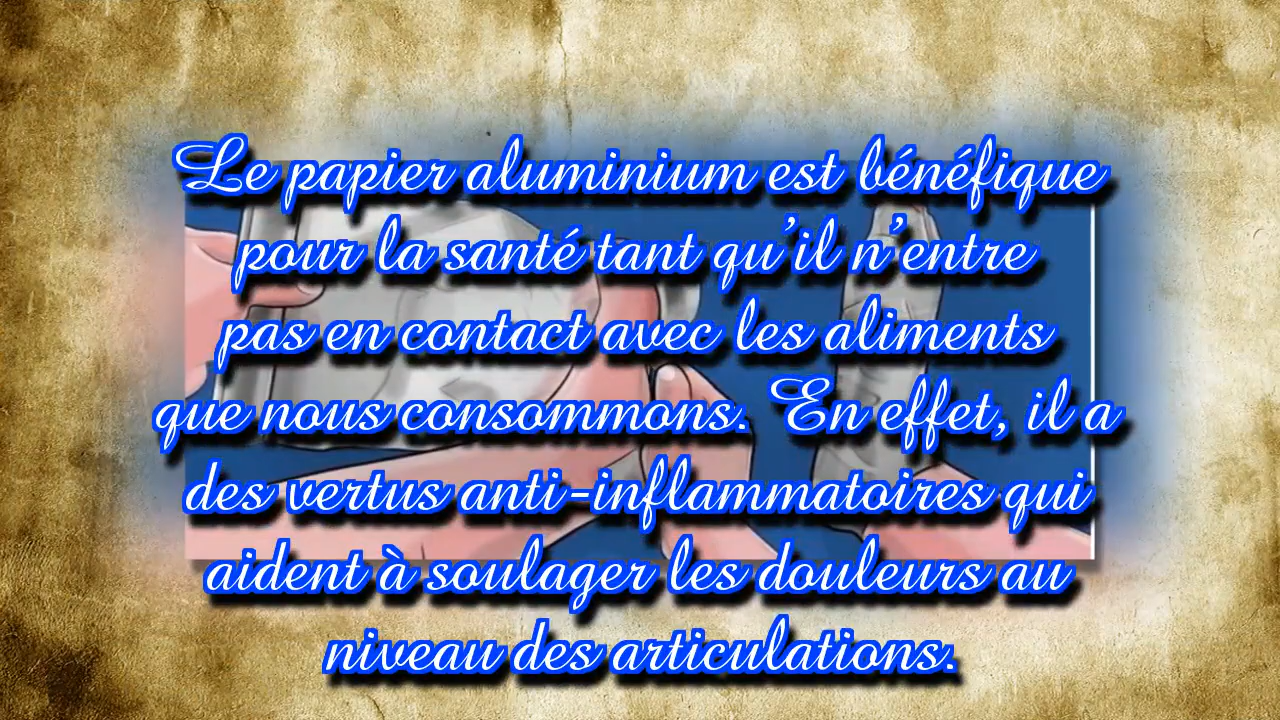 Le papier aluminium est bénéfique
pour la santé tant qu’il n’entre
pas en contact avec les aliments
que nous consommons. En effet, il a
des vertus anti-inflammatoires qui
aident à soulager les douleurs au
niveau des articulations.